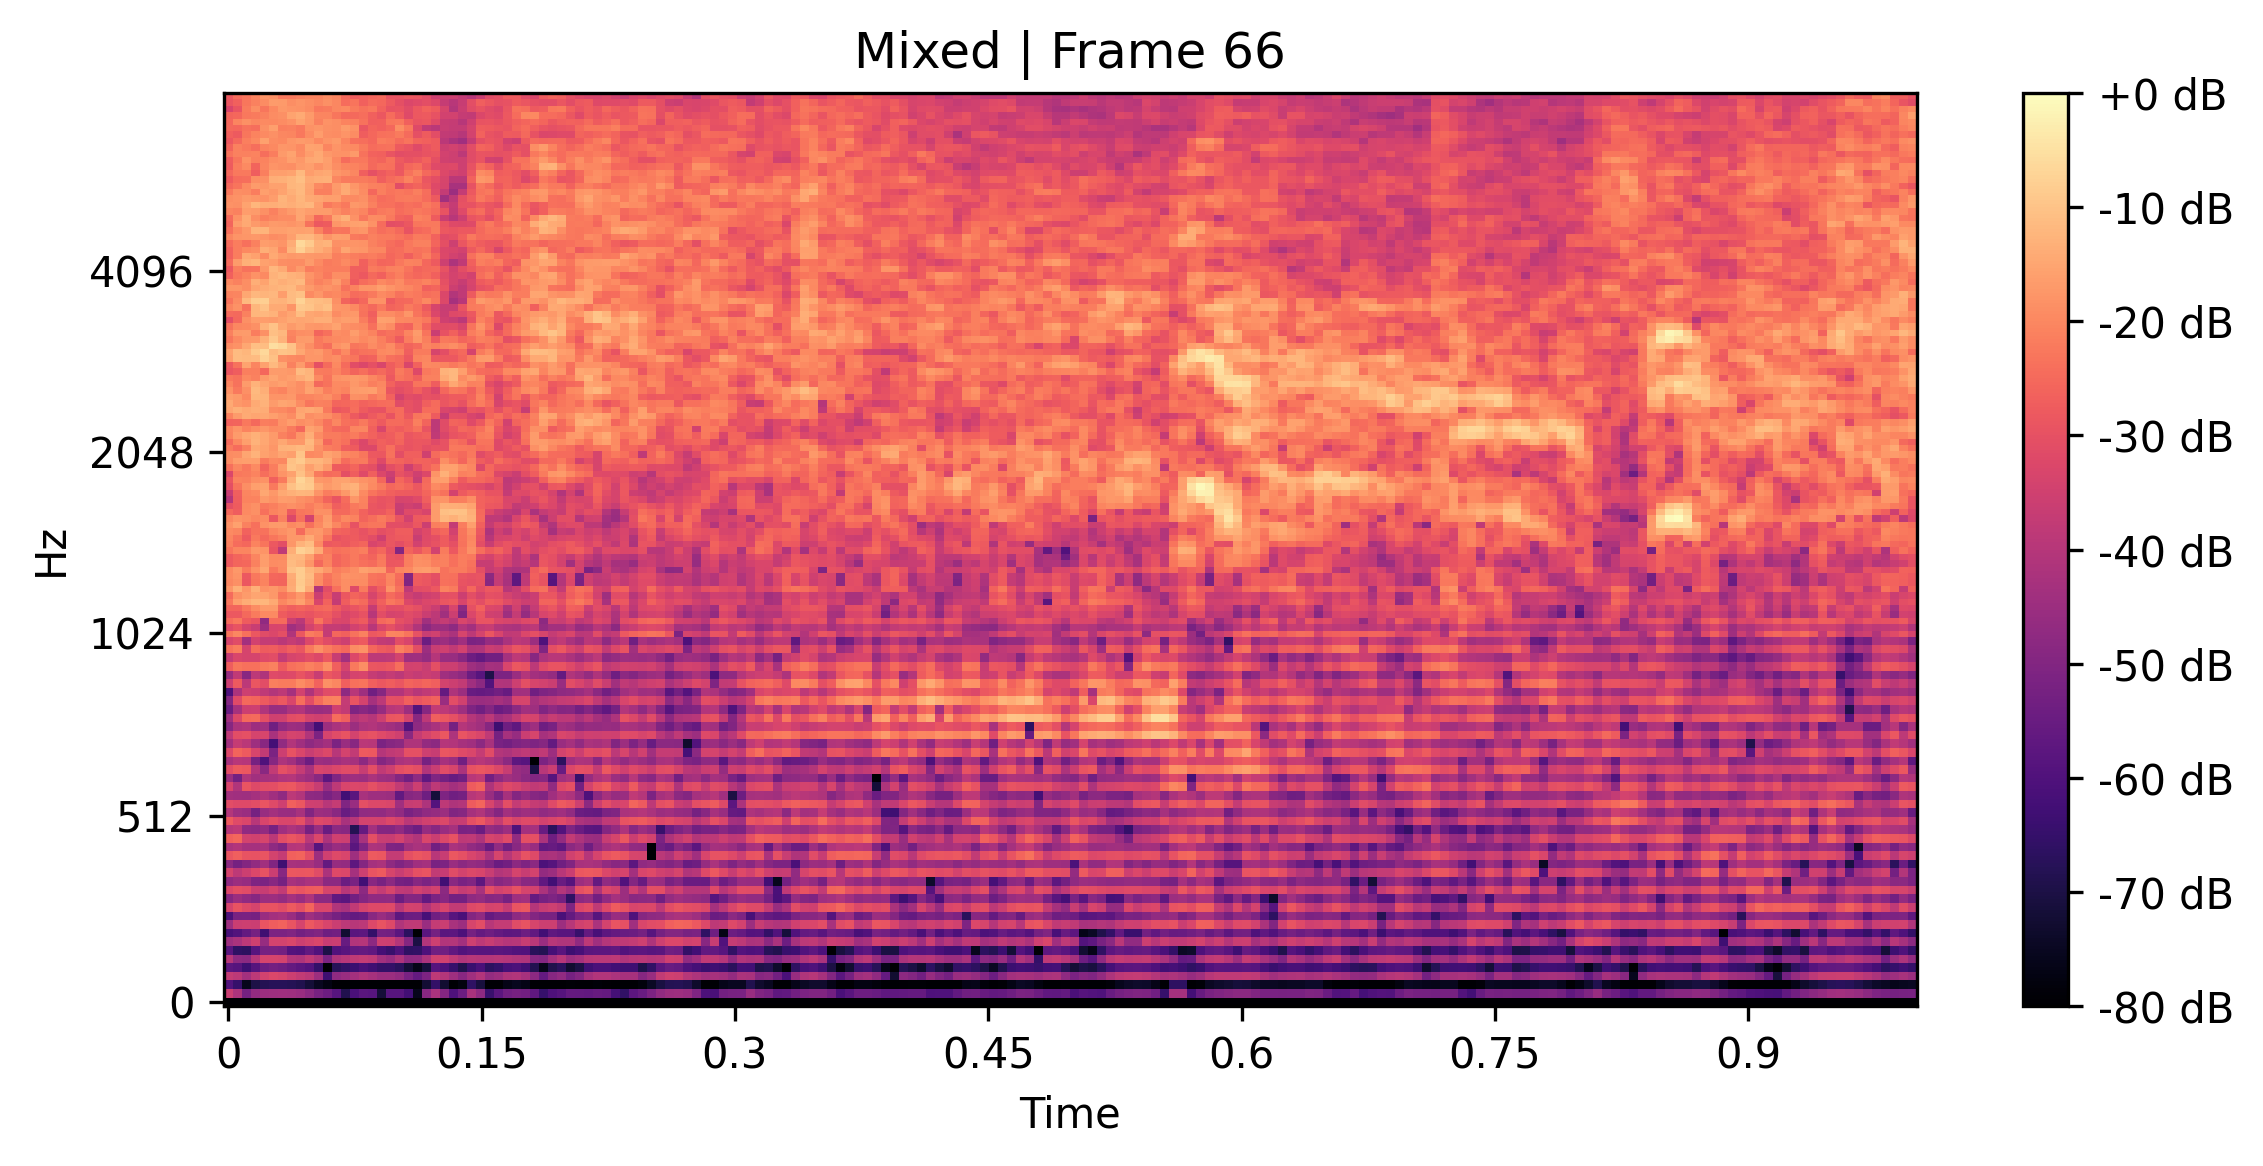 Mixed | Frame 66
Hz
4096
2048
1024
512
0
0 0.15 0.3 0.45 0.6 0.75 0.9
Time
+0 dB
-10 dB
-20 dB
-30 dB
-40 dB
-50 dB
-60 dB
-70 dB
-80 dB